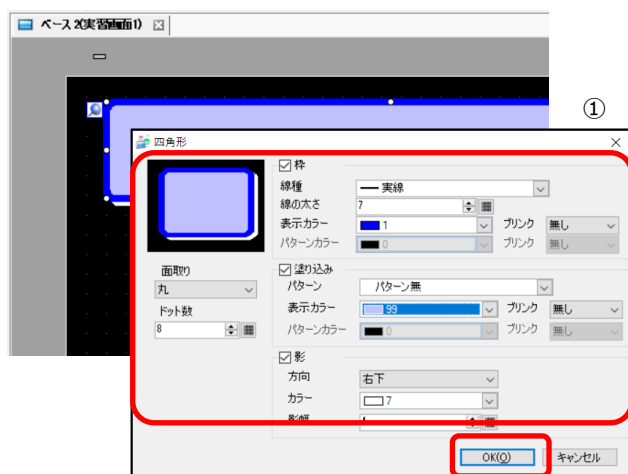 ベース2(実習画面1)
①
四角形
枠
線種 実線
線の太さ 7
表示カラー 1 ブリンク 無し
パターンカラー 0 ブリンク 無し
面取り
丸
ドット数
8
塗り込み
パターン パターン無
表示カラー 99 ブリンク 無し
パターンカラー 0 ブリンク 無し
影
方向 右下
カラー 7
影幅
OK(O) キャンセル